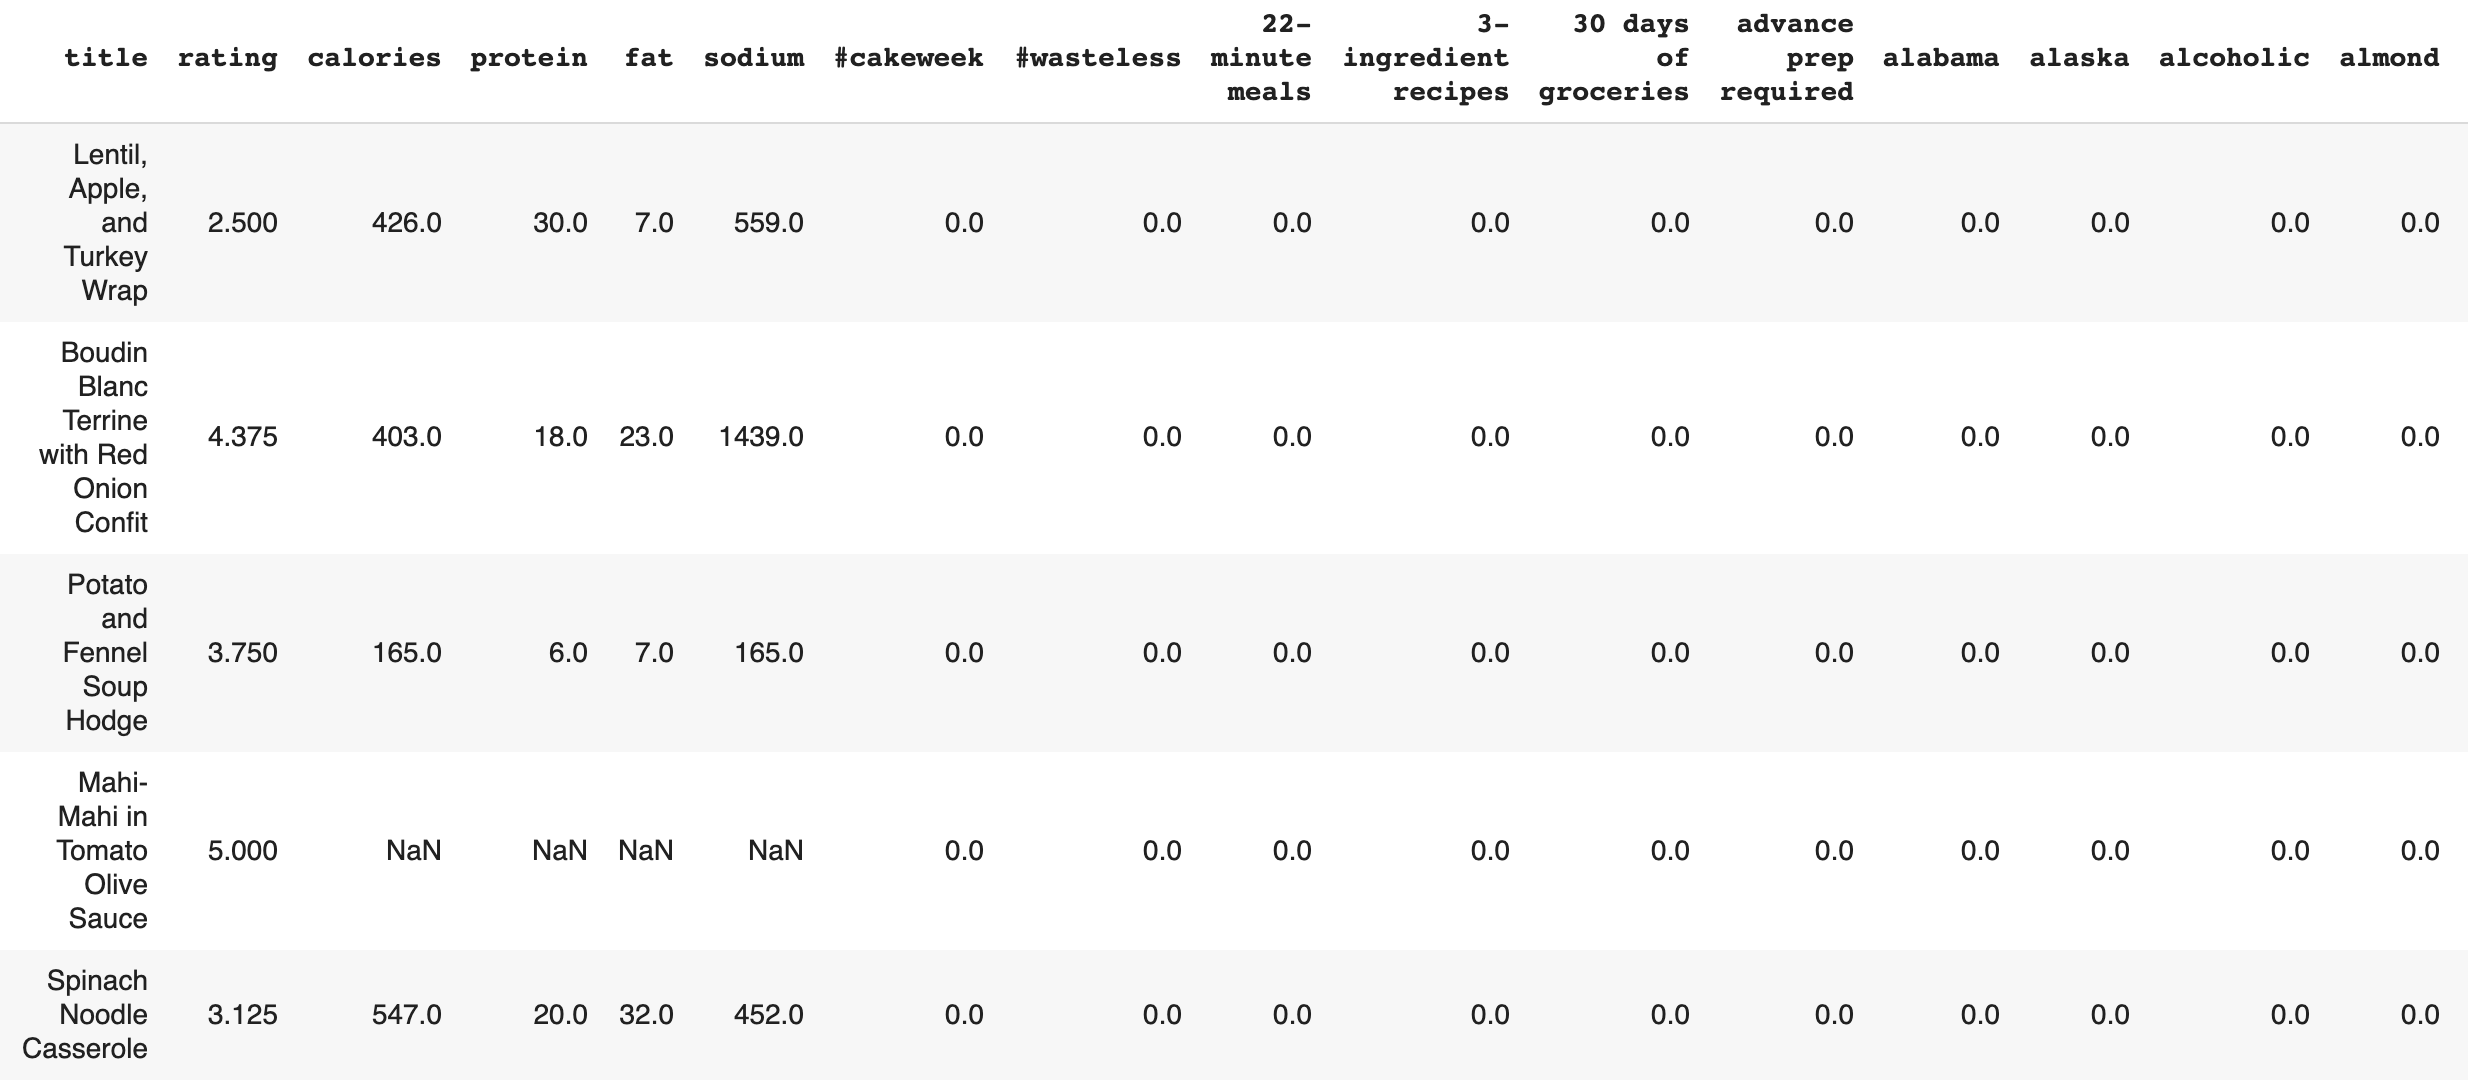 22- 3- 30 days advance
title rating calories protein fat sodium #cakeweek #wasteless minute ingredient of prep alabama alaska alcoholic almond
meals recipes groceries required
Lentil,
Apple,
and 2.500 426.0 30.0 7.0 559.0 0.0 0.0 0.0 0.0 0.0 0.0 0.0 0.0 0.0 0.0
Turkey
Wrap
Boudin
Blanc
Terrine
4.375 403.0 18.0 23.0 1439.0 0.0 0.0 0.0 0.0 0.0 0.0 0.0 0.0 0.0 0.0
with Red
Onion
Confit
Potato
and
Fennel 3.750 165.0 6.0 7.0 165.0 0.0 0.0 0.0 0.0 0.0 0.0 0.0 0.0 0.0 0.0
Soup
Hodge
Mahi-
Mahi in
Tomato 5.000 NaN NaN NaN NaN 0.0 0.0 0.0 0.0 0.0 0.0 0.0 0.0 0.0 0.0
Olive
Sauce
Spinach
Noodle 3.125 547.0 20.0 32.0 452.0 0.0 0.0 0.0 0.0 0.0 0.0 0.0 0.0 0.0 0.0
Casserole